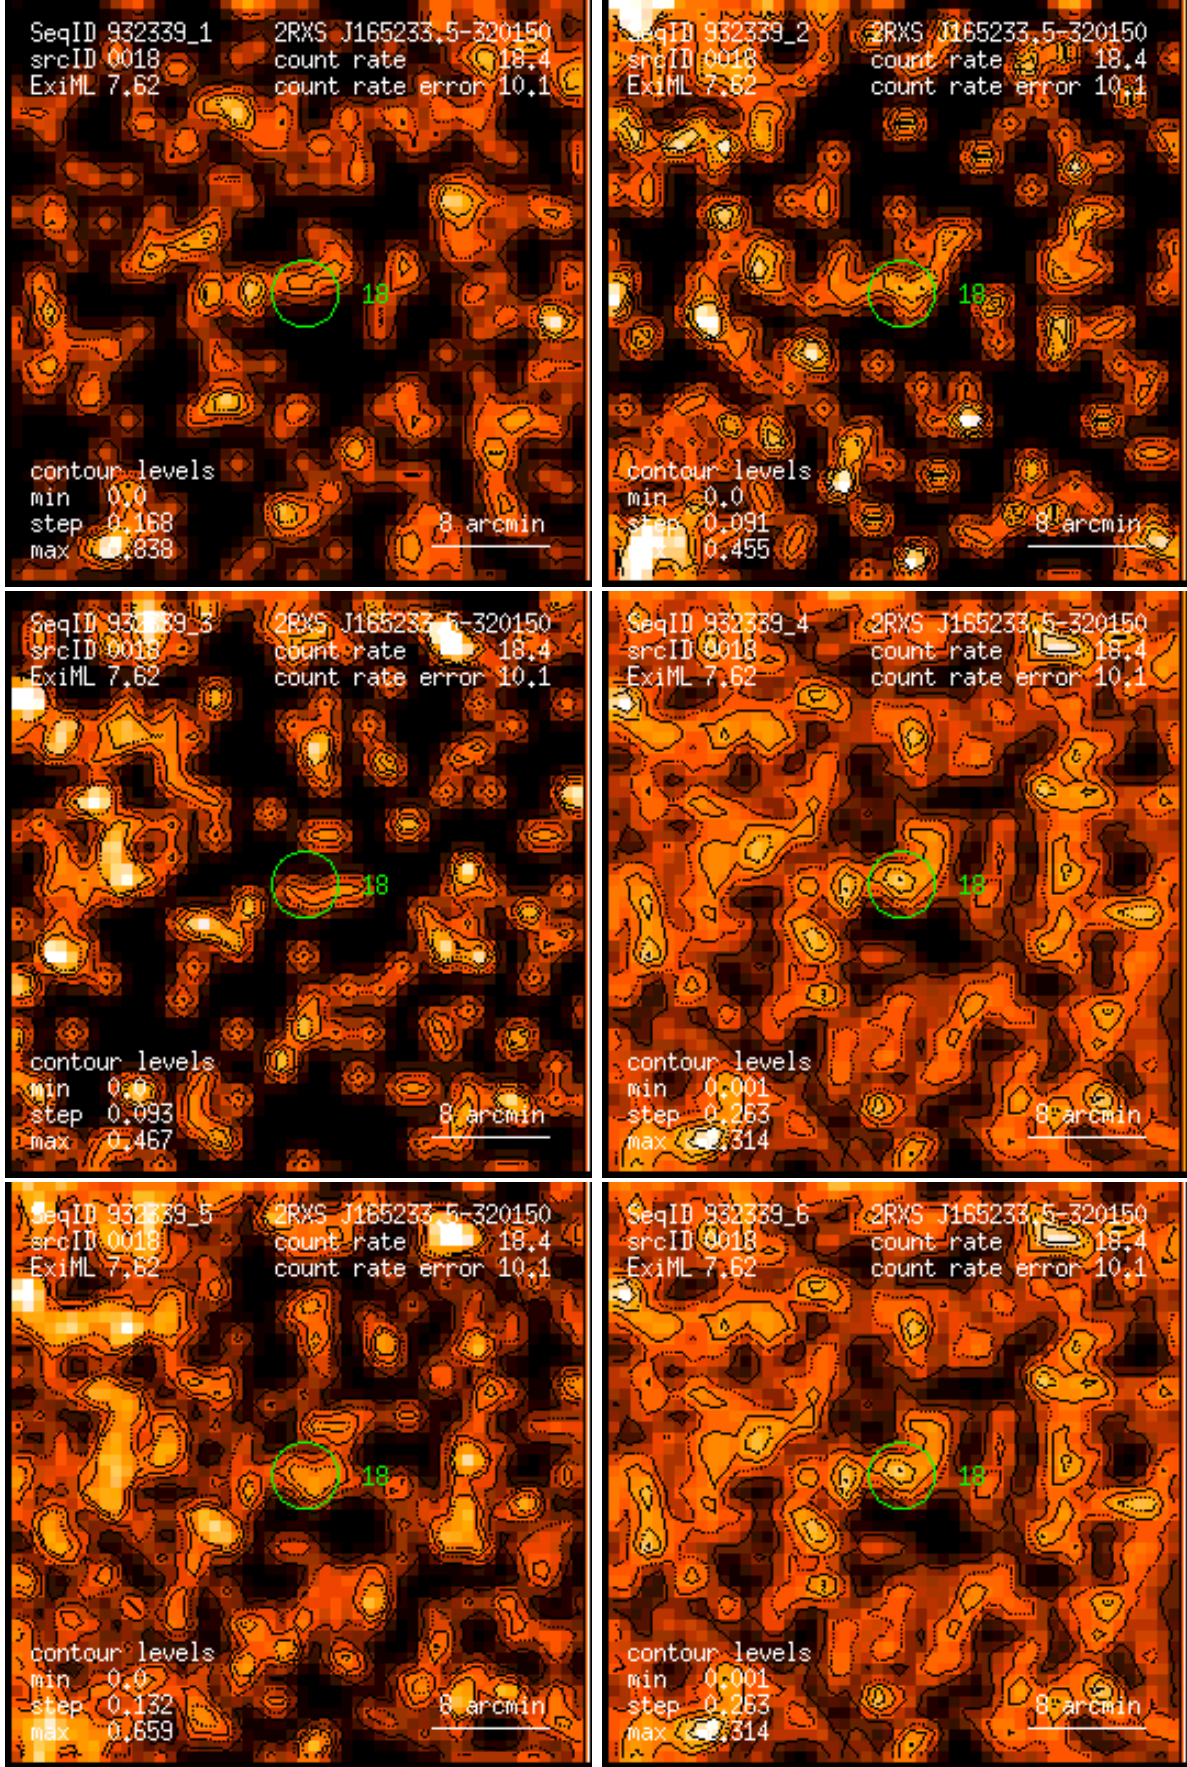 SeqID 932339_1 2RXS J165233.5-320150
srcID 0018 count rate 18.4
ExiML 7.62 count rate error 10.1
18
contour levels
min 0.0
step 0.168
max 0.838
8 arcmin
SeqID 932339_2 2RXS J165233.5-320150
srcID 0018 count rate 18.4
ExiML 7.62 count rate error 10.1
18
contour levels
min 0.0
step 0.091
0.455
8 arcmin
SeqID 932339_3 2RXS J165233.5-320150
srcID 0018 count rate 18.4
ExiML 7.62 count rate error 10.1
18
contour levels
min 0.0
step 0.093
max 0.467
8 arcmin
SeqID 932339_4 2RXS J165233.5-320150
srcID 0018 count rate 18.4
ExiML 7.62 count rate error 10.1
18
contour levels
min 0.001
step 0.263
max
8 arcmin
SeqID 932339_5 2RXS J165233.5-320150
srcID 0018 count rate 18.4
ExiML 7.62 count rate error 10.1
18
contour levels
min 0.0
step 0.132
max 0.659
8 arcmin
SeqID 932339_6 2RXS J165233.5-320150
srcID 0018 count rate 18.4
ExiML 7.62 count rate error 10.1
18
contour levels
min 0.001
step 0.263
max
8 arcmin